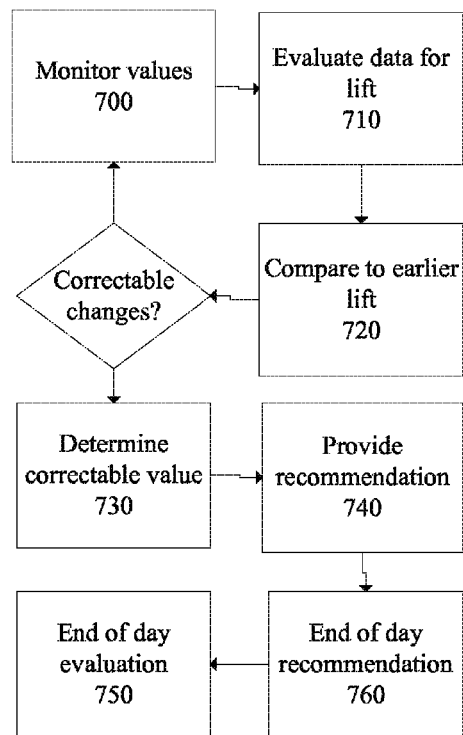 Monitor values
700
Evaluate data for
lift
710
Compare to earlier
lift
720
Correctable
changes?
Determine
correctable value
730
Provide
recommendation
740
End of day
recommendation
760
End of day
evaluation
750